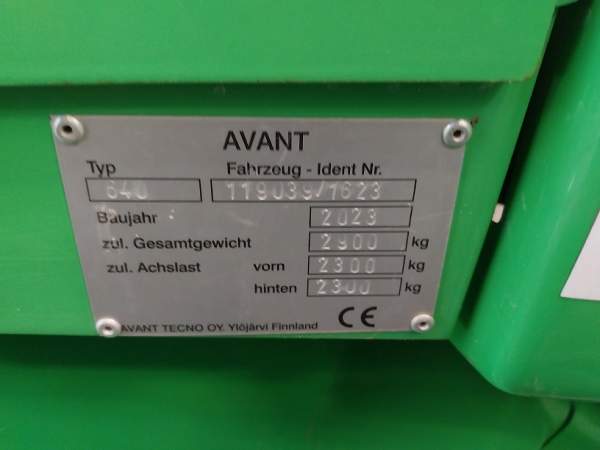 AVANT
Typ Fahrzeug - Ident Nr.
640 119039/1623
Baujahr 2023
zul. Gesamtgewicht 2900 kg
zul. Achslast vorn 2300 kg
hinten 2300 kg
AVANT TECNO OY. Ylöjärvi Finnland CE